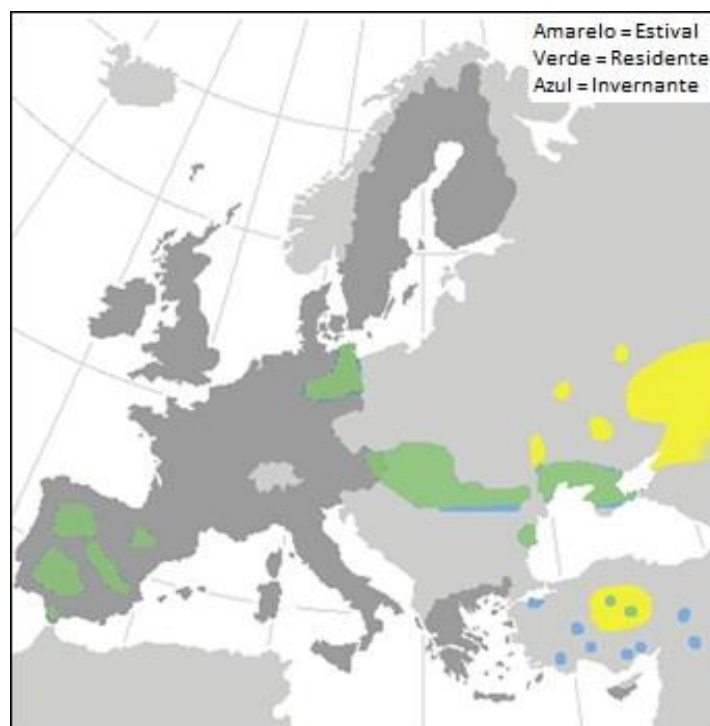 Amarelo = Estival
Verde = Residente
Azul = Invernante